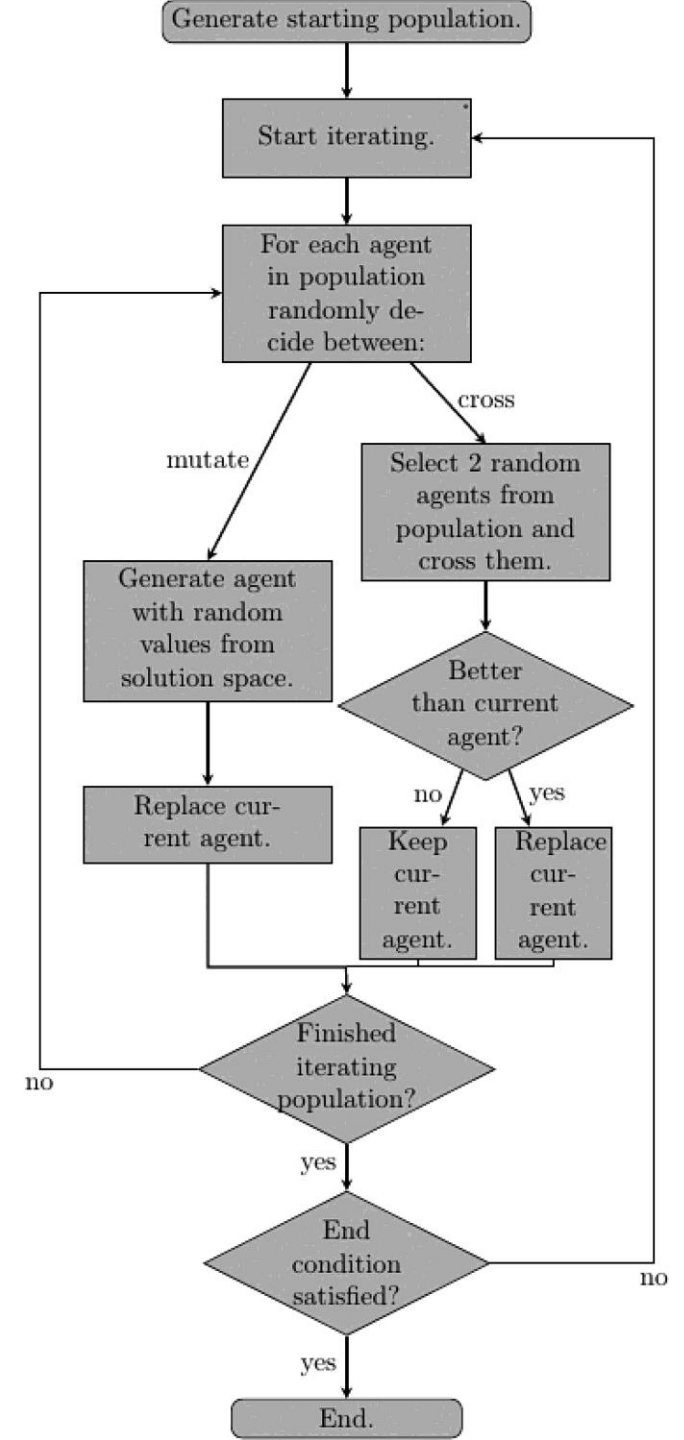 Generate starting population.
Start iterating.
For each agent
in population
randomly de-
cide between:
cross
mutate
Select 2 random
agents from
population and
cross them.
Generate agent
with random
values from
solution space.
Better
than current
agent?
no
yes
Replace cur-
rent agent.
Keep
cur-
rent
agent.
Replace
cur-
rent
agent.
Finished
iterating
population?
no
yes
End
condition
satisfied?
no
yes
End.